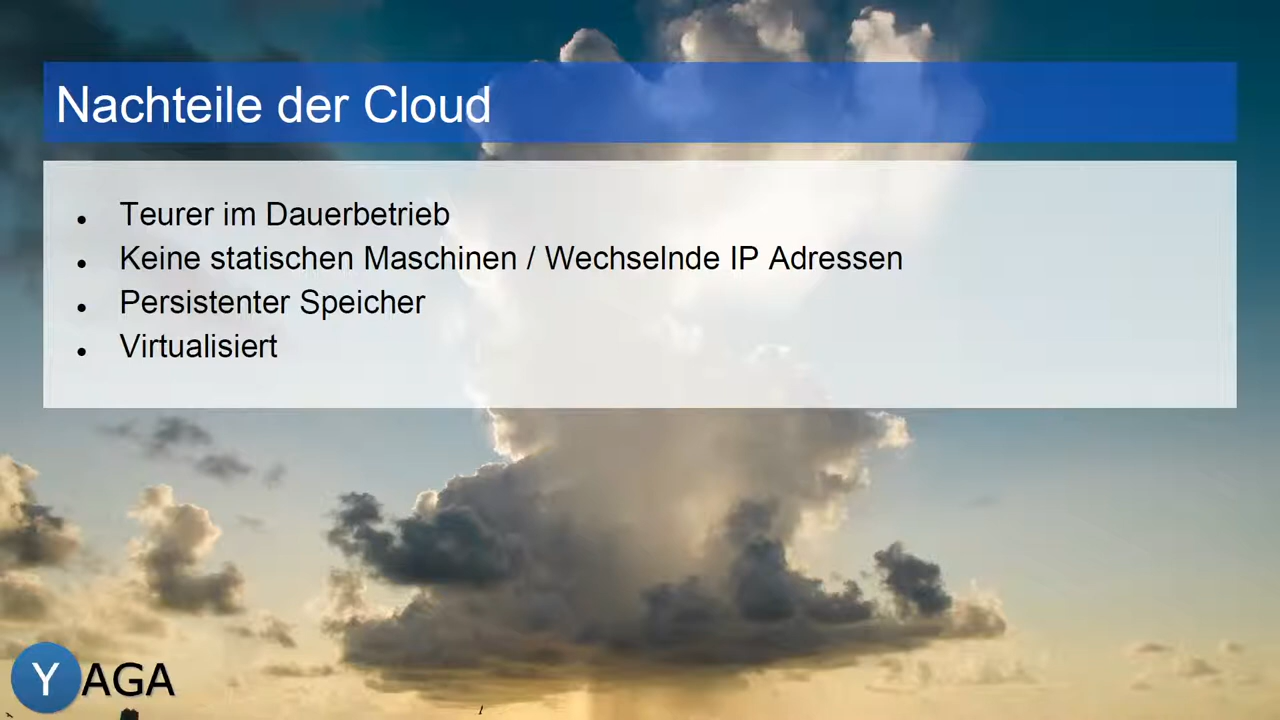 Nachteile der Cloud
• Teurer im Dauerbetrieb
• Keine statischen Maschinen / Wechselnde IP Adressen
• Persistenter Speicher
• Virtualisiert
YAGA